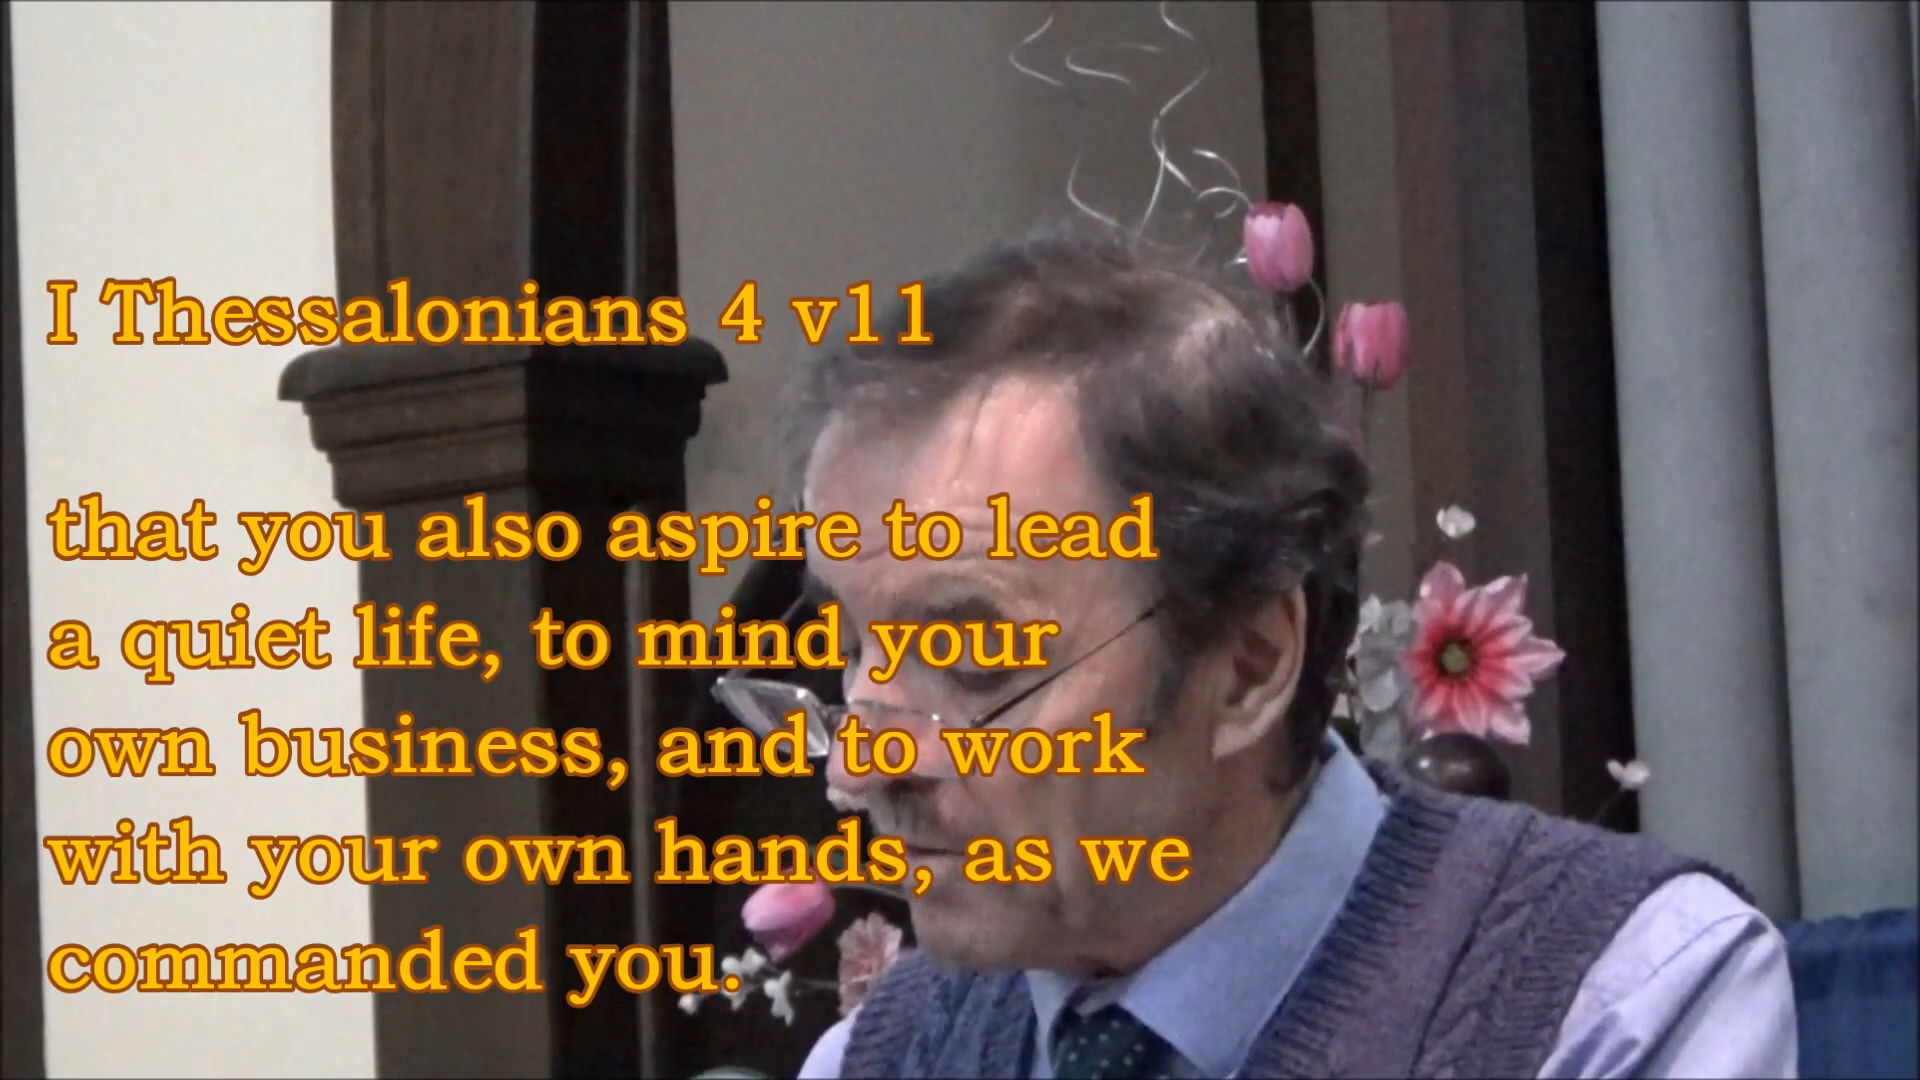 I Thessalonians 4 v11
that you also aspire to lead
a quiet life, to mind your
own business, and to work
with your own hands, as we
commanded you.